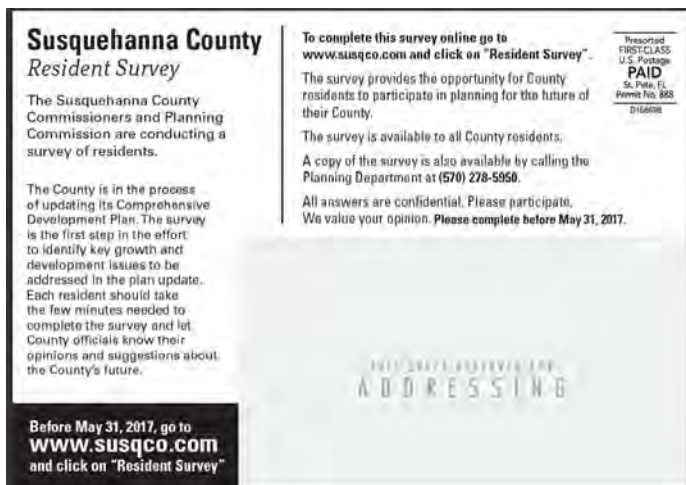 Susquehanna County
Resident Survey
The Susquehanna County
Commissioners and Planning
Commission are conducting a
survey of residents.
The County is in the process
of updating its Comprehensive
Development Plan. The survey
is the first step in the effort
to identify key growth and
development issues to be
addressed in the plan update.
Each resident should take
the few minutes needed to
complete the survey and let
County officials know their
opinions and suggestions about
the County's future.
Before May 31, 2017, go to
www.susqco.com
and click on "Resident Survey"
To complete this survey online go to
www.susqco.com and click on "Resident Survey".
The survey provides the opportunity for County
residents to participate in planning for the future of
their County.
The survey is available to all County residents.
A copy of the survey is also available by calling the
Planning Department at (570) 278-5950.
All answers are confidential. Please participate.
We value your opinion. Please complete before May 31, 2017.
Presorted
FIRST-CLASS
U.S. Postage
PAID
St. Pete, FL
Permit No. 888
THIS SPACE RESERVED FOR
ADDRESSING